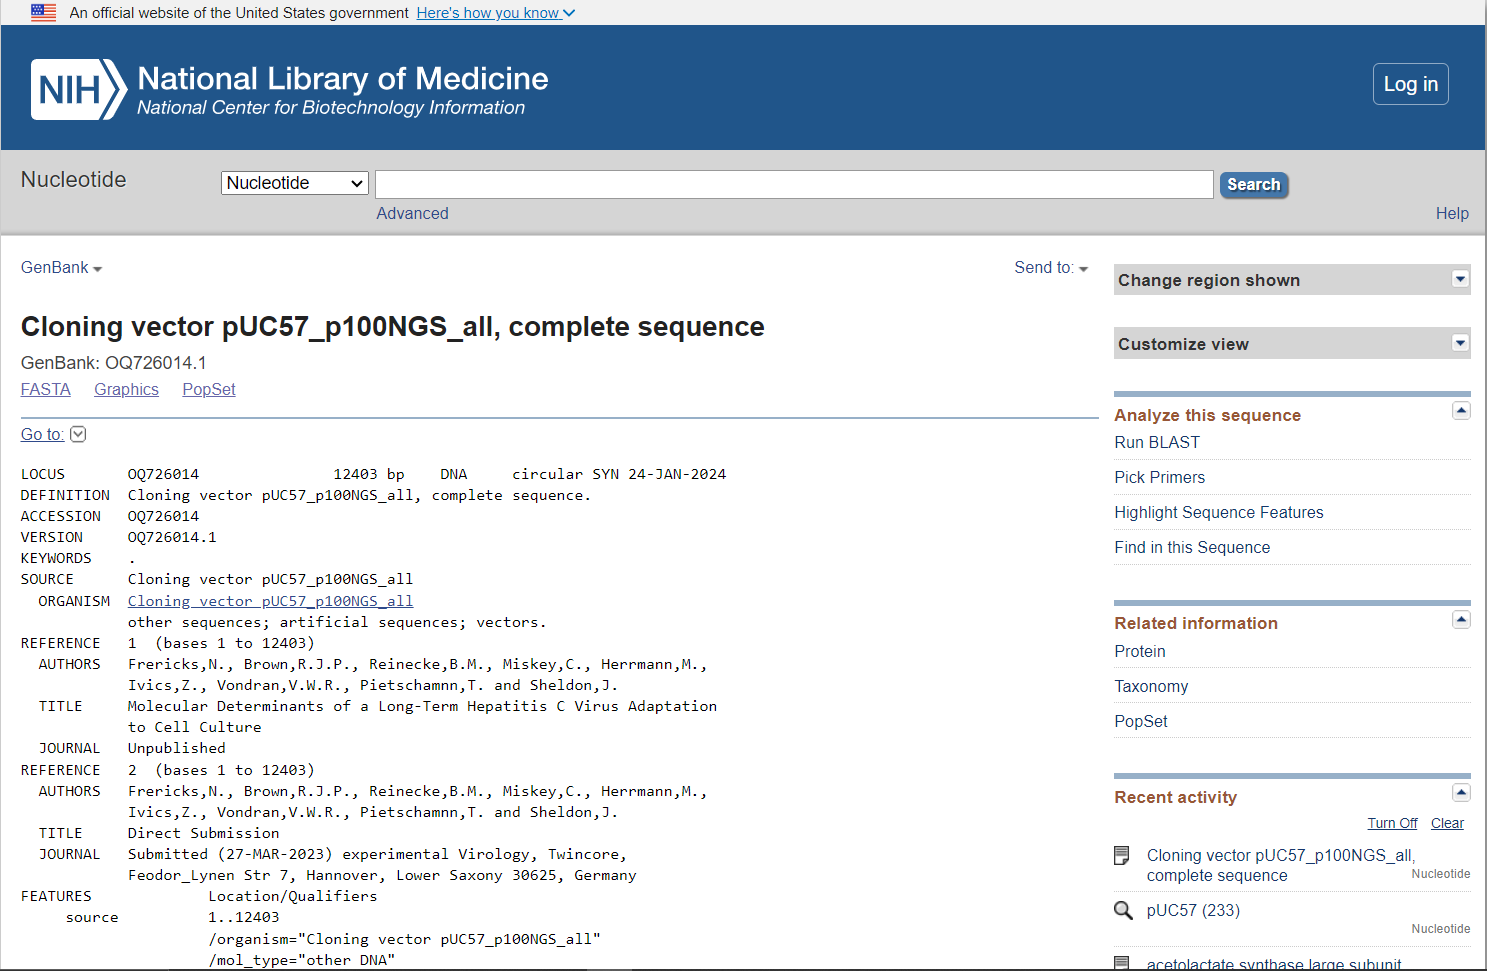 An official website of the United States government Here's how you know
NIH National Library of Medicine
National Center for Biotechnology Information
Log in
Nucleotide
Nucleotide
Search
Advanced
Help
GenBank
Send to:
Cloning vector pUC57_p100NGS_all, complete sequence
GenBank: OQ726014.1
FASTA Graphics PopSet
Go to:
LOCUS OQ726014 12403 bp DNA circular SYN 24-JAN-2024
DEFINITION Cloning vector pUC57_p100NGS_all, complete sequence.
ACCESSION OQ726014
VERSION OQ726014.1
KEYWORDS .
SOURCE Cloning vector pUC57_p100NGS_all
ORGANISM Cloning vector pUC57_p100NGS_all
other sequences; artificial sequences; vectors.
REFERENCE 1 (bases 1 to 12403)
AUTHORS Frericks,N., Brown,R.J.P., Reinecke,B.M., Miskey,C., Herrmann,M.,
Ivics,Z., Vondran,V.W.R., Pietschamnn,T. and Sheldon,J.
TITLE Molecular Determinants of a Long-Term Hepatitis C Virus Adaptation
to Cell Culture
JOURNAL Unpublished
REFERENCE 2 (bases 1 to 12403)
AUTHORS Frericks,N., Brown,R.J.P., Reinecke,B.M., Miskey,C., Herrmann,M.,
Ivics,Z., Vondran,V.W.R., Pietschamnn,T. and Sheldon,J.
TITLE Direct Submission
JOURNAL Submitted (27-MAR-2023) experimental Virology, Twincore,
Feodor_Lynen Str 7, Hannover, Lower Saxony 30625, Germany
FEATURES Location/Qualifiers
source 1..12403
/organism="Cloning vector pUC57_p100NGS_all"
/mol_type="other DNA"
Change region shown
Customize view
Analyze this sequence
Run BLAST
Pick Primers
Highlight Sequence Features
Find in this Sequence
Related information
Protein
Taxonomy
PopSet
Recent activity
Turn Off Clear
Cloning vector pUC57_p100NGS_all,
complete sequence
Nucleotide
pUC57 (233)
Nucleotide
acetolactate synthase large subunit